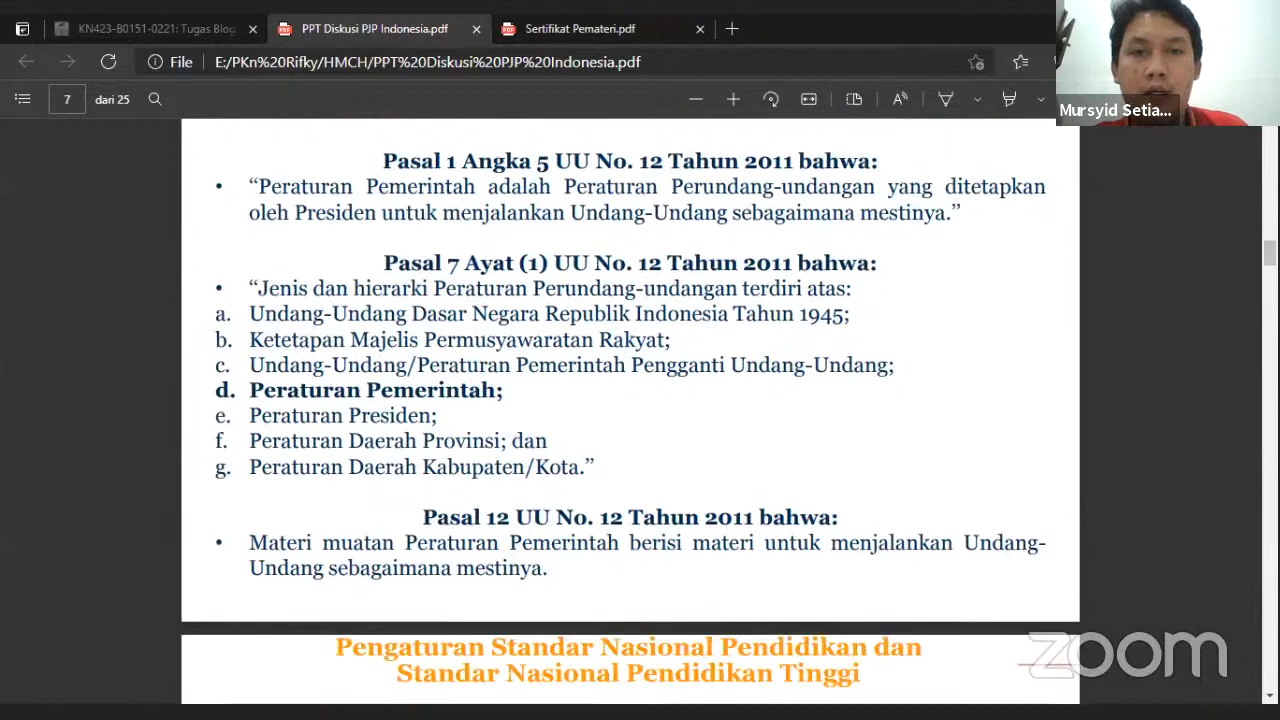 KN423-B0151-0221: Tugas Blog
PPT Diskusi PJP Indonesia.pdf
Sertifikat Pemateri.pdf
File
E:/PKn%20Rifky/HMCH/PPT%20Diskusi%20PJP%20Indonesia.pdf
7 dari 25
Mursyid Setia...
Pasal 1 Angka 5 UU No. 12 Tahun 2011 bahwa:
• “Peraturan Pemerintah adalah Peraturan Perundang-undangan yang ditetapkan
oleh Presiden untuk menjalankan Undang-Undang sebagaimana mestinya.”
Pasal 7 Ayat (1) UU No. 12 Tahun 2011 bahwa:
• “Jenis dan hierarki Peraturan Perundang-undangan terdiri atas:
a. Undang-Undang Dasar Negara Republik Indonesia Tahun 1945;
b. Ketetapan Majelis Permusyawaratan Rakyat;
c. Undang-Undang/Peraturan Pemerintah Pengganti Undang-Undang;
d. Peraturan Pemerintah;
e. Peraturan Presiden;
f. Peraturan Daerah Provinsi; dan
g. Peraturan Daerah Kabupaten/Kota.”
Pasal 12 UU No. 12 Tahun 2011 bahwa:
• Materi muatan Peraturan Pemerintah berisi materi untuk menjalankan Undang-
Undang sebagaimana mestinya.
Pengaturan Standar Nasional Pendidikan dan
Standar Nasional Pendidikan Tinggi
zoom